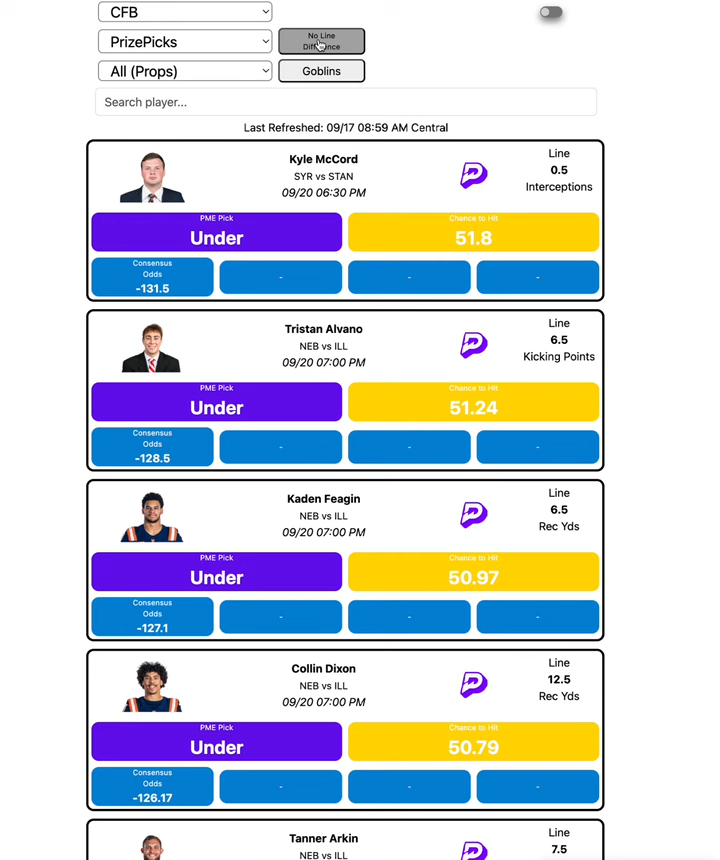 CFB
PrizePicks
No Line
Difference
All (Props)
Goblins
Search player...
Last Refreshed: 09/17 08:59 AM Central
Kyle McCord
SYR vs STAN
09/20 06:30 PM
Line
0.5
Interceptions
PME Pick
Under
Chance to Hit
51.8
Consensus
Odds
-131.5
-
-
-
Tristan Alvano
NEB vs ILL
09/20 07:00 PM
Line
6.5
Kicking Points
PME Pick
Under
Chance to Hit
51.24
Consensus
Odds
-128.5
-
-
-
Kaden Feagin
NEB vs ILL
09/20 07:00 PM
Line
6.5
Rec Yds
PME Pick
Under
Chance to Hit
50.97
Consensus
Odds
-127.1
-
-
-
Collin Dixon
NEB vs ILL
09/20 07:00 PM
Line
12.5
Rec Yds
PME Pick
Under
Chance to Hit
50.79
Consensus
Odds
-126.17
-
-
-
Tanner Arkin
NEB vs ILL
Line
7.5